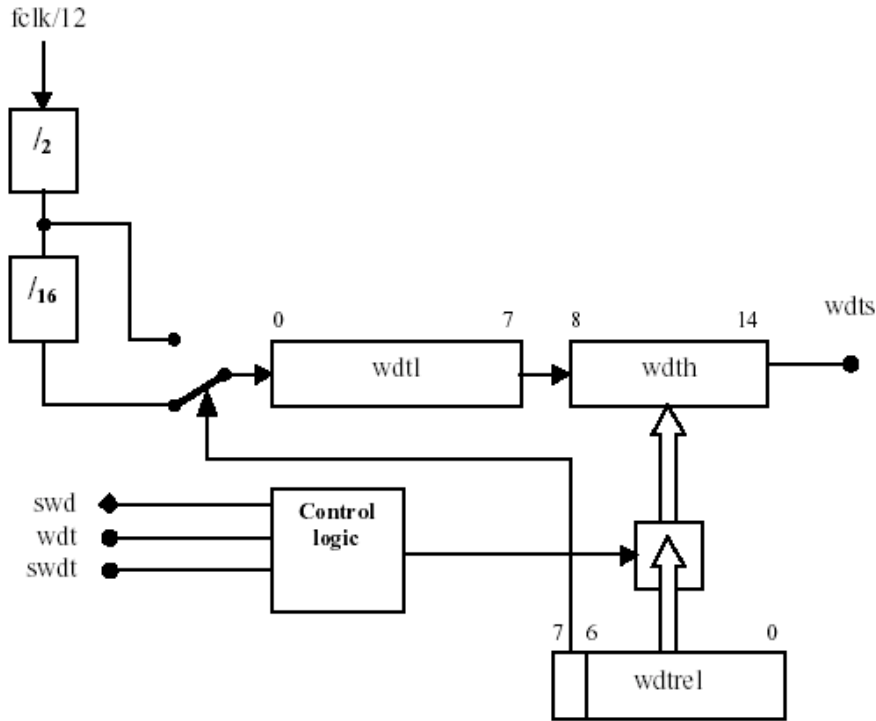 fclk/12
/2
/16
0 7 8 14 wdts
wdtl wdth
swd
wdt
swdt
Control
logic
7 6 0
wdtrel